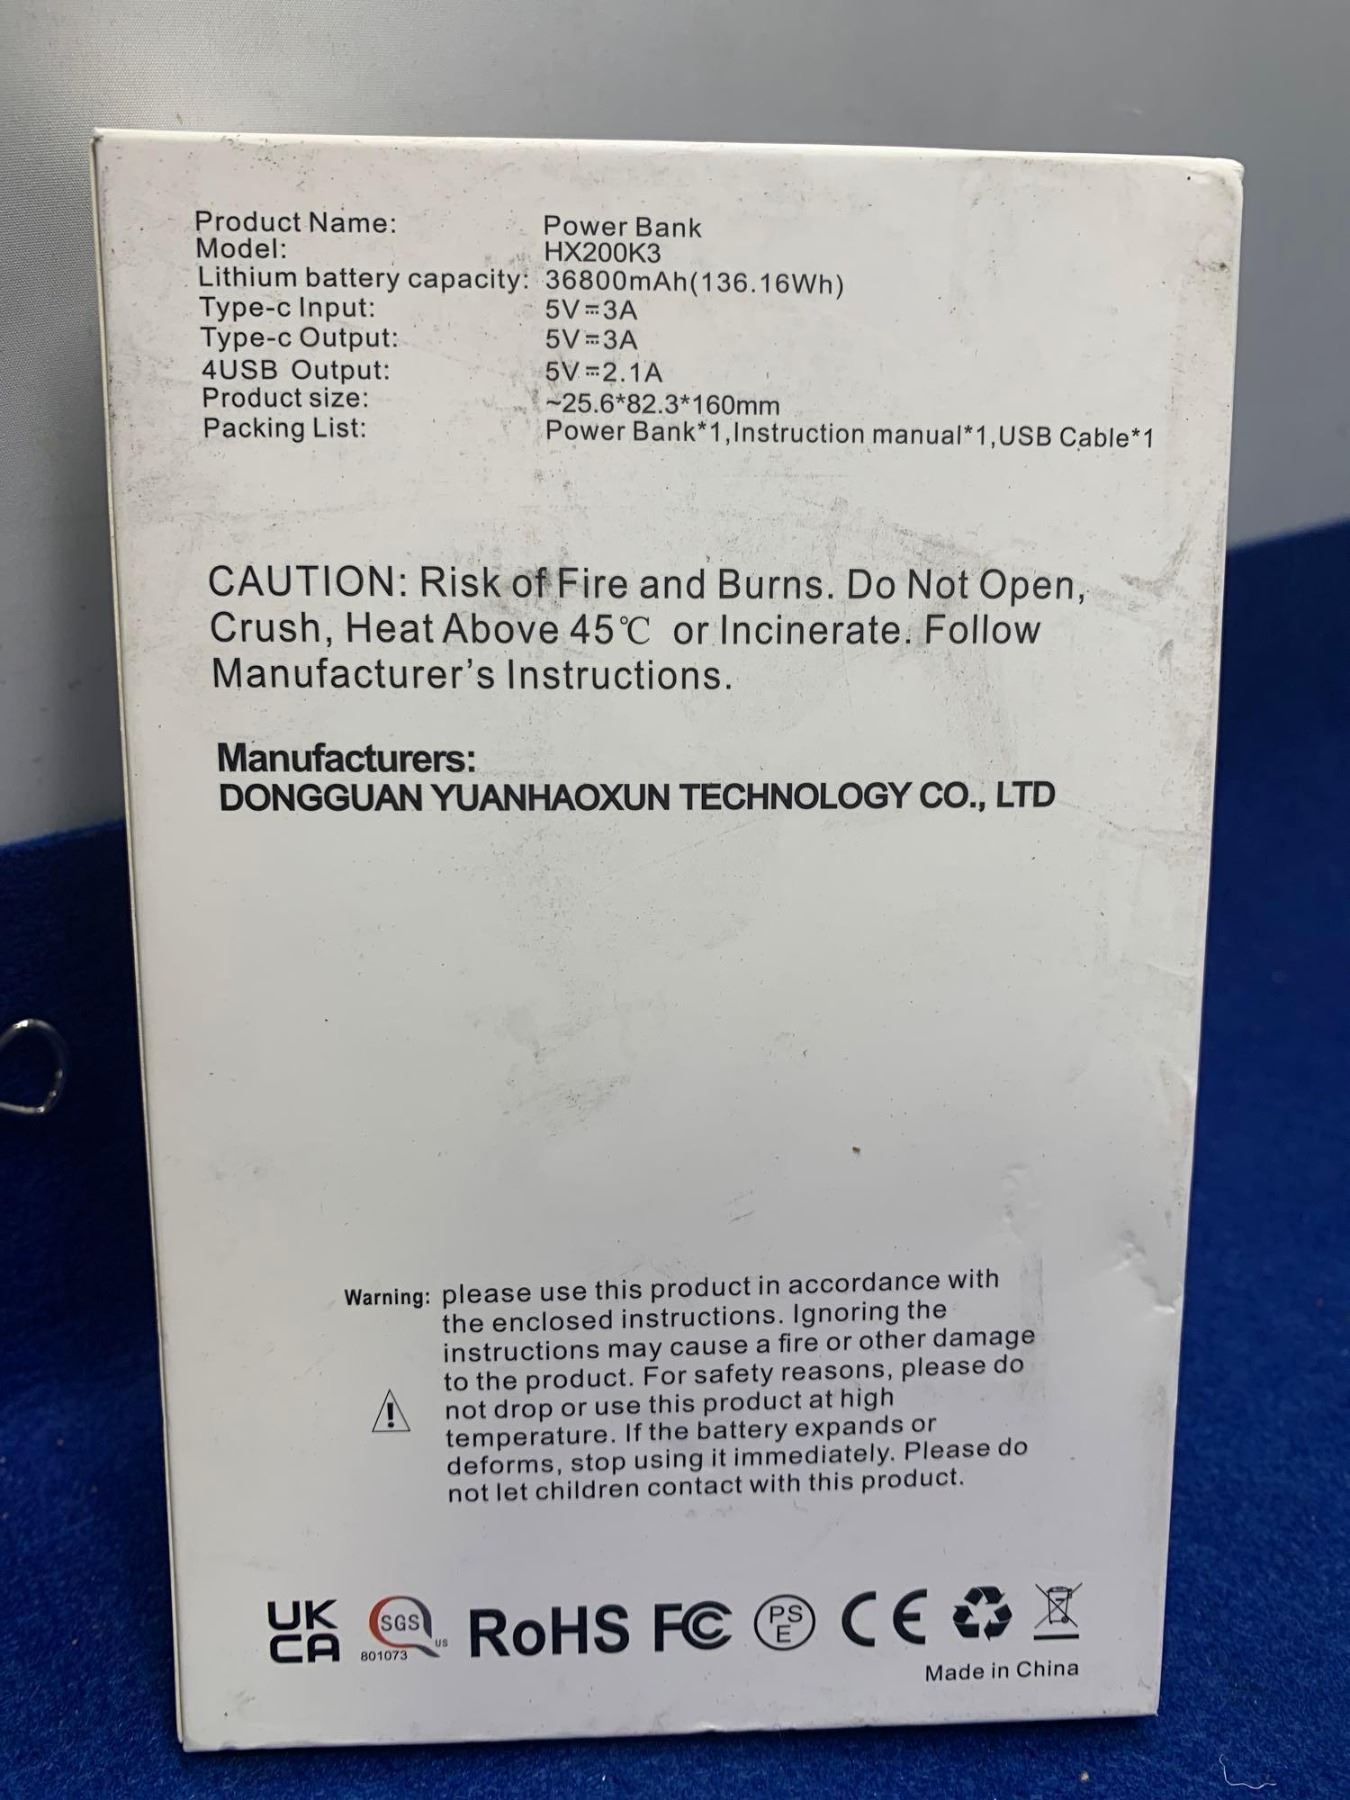 Product Name: Power Bank
Model: HX200K3
Lithium battery capacity: 36800mAh(136.16Wh)
Type-c Input: 5V⎓3A
Type-c Output: 5V⎓3A
4USB Output: 5V⎓2.1A
Product size: ~25.6*82.3*160mm
Packing List: Power Bank*1,Instruction manual*1,USB Cable*1
CAUTION: Risk of Fire and Burns. Do Not Open,
Crush, Heat Above 45℃ or Incinerate. Follow
Manufacturer's Instructions.
Manufacturers:
DONGGUAN YUANHAOXUN TECHNOLOGY CO., LTD
Warning: please use this product in accordance with
the enclosed instructions. Ignoring the
instructions may cause a fire or other damage
to the product. For safety reasons, please do
not drop or use this product at high
temperature. If the battery expands or
deforms, stop using it immediately. Please do
not let children contact with this product.
UK
CA
SGS
US
801073
RoHS FC PS
E
CE
Made in China